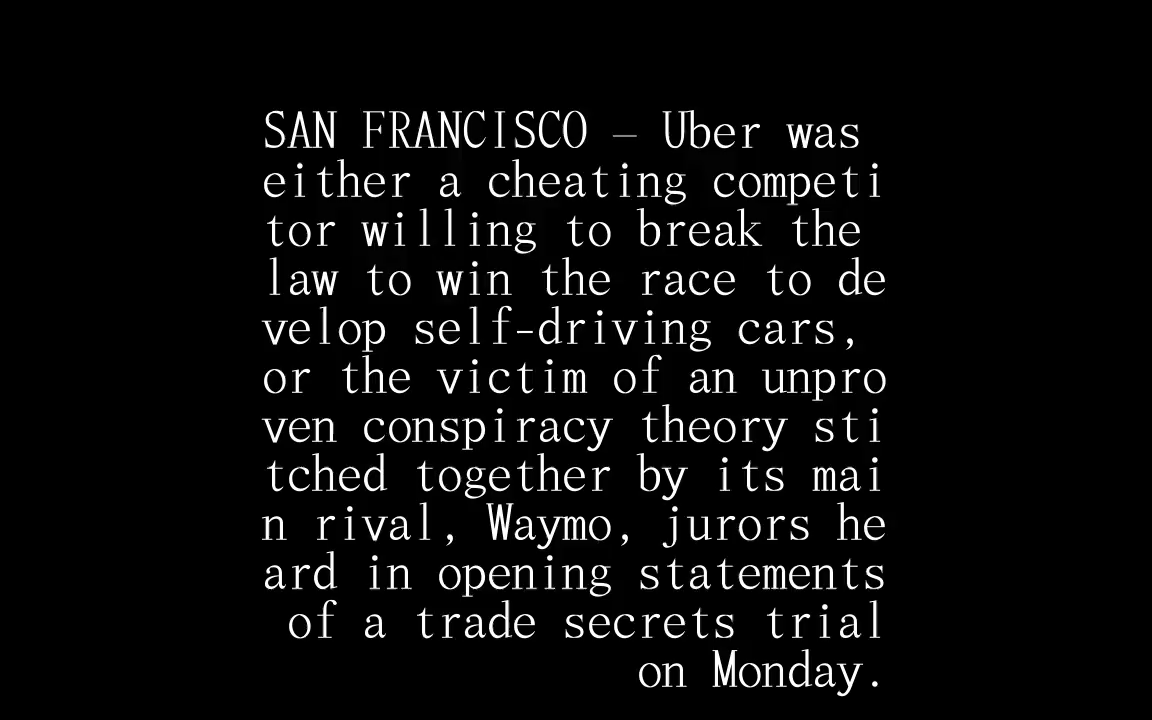 SAN FRANCISCO — Uber was
either a cheating competi
tor willing to break the
law to win the race to de
velop self-driving cars,
or the victim of an unpro
ven conspiracy theory sti
tched together by its mai
n rival, Waymo, jurors he
ard in opening statements
of a trade secrets trial
on Monday.